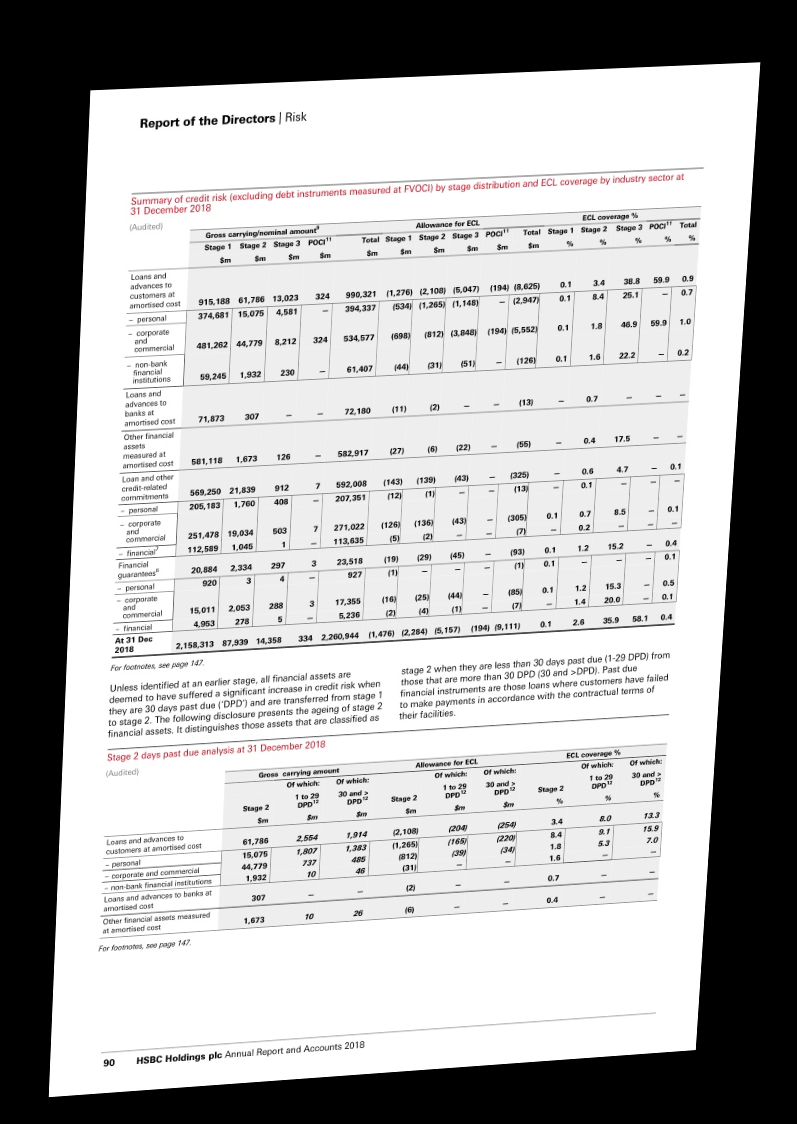 Report of the Directors | Risk
Summary of credit risk (excluding debt instruments measured at FVOCI) by stage distribution and ECL coverage by industry sector at
31 December 2018
(Audited)
Gross carrying/nominal amount⁹ Allowance for ECL ECL coverage %
Stage 1 Stage 2 Stage 3 POCI¹¹ Total Stage 1 Stage 2 Stage 3 POCI¹¹ Total Stage 1 Stage 2 Stage 3 POCI¹¹ Total
$m $m $m $m $m $m $m $m $m $m % % % % %
Loans and
advances to
customers at
amortised cost 915,188 61,786 13,023 324 990,321 (1,276) (2,108) (5,047) (194) (8,625) 0.1 3.4 38.8 59.9 0.9
– personal 374,681 15,075 4,581 – 394,337 (534) (1,265) (1,148) – (2,947) 0.1 8.4 25.1 – 0.7
– corporate
and
commercial 481,262 44,779 8,212 324 534,577 (698) (812) (3,848) (194) (5,552) 0.1 1.8 46.9 59.9 1.0
– non-bank
financial
institutions 59,245 1,932 230 – 61,407 (44) (31) (51) – (126) 0.1 1.6 22.2 – 0.2
Loans and
advances to
banks at
amortised cost 71,873 307 – – 72,180 (11) (2) – – (13) – 0.7 – – –
Other financial
assets
measured at
amortised cost 581,118 1,673 126 – 582,917 (27) (6) (22) – (55) – 0.4 17.5 – –
Loan and other
credit-related
commitments 569,250 21,839 912 7 592,008 (143) (139) (43) – (325) – 0.6 4.7 – 0.1
– personal 205,183 1,760 408 – 207,351 (12) (1) – – (13) – 0.1 – – –
– corporate
and
commercial 251,478 19,034 503 7 271,022 (126) (136) (43) – (305) 0.1 0.7 8.5 – 0.1
– financial⁷ 112,589 1,045 1 – 113,635 (5) (2) – – (7) – 0.2 – – –
Financial
guarantees⁸ 20,884 2,334 297 3 23,518 (19) (29) (45) – (93) 0.1 1.2 15.2 – 0.4
– personal 920 3 4 – 927 (1) – – – (1) 0.1 – – – 0.1
– corporate
and
commercial 15,011 2,053 288 3 17,355 (16) (25) (44) – (85) 0.1 1.2 15.3 – 0.5
– financial 4,953 278 5 – 5,236 (2) (4) (1) – (7) – 1.4 20.0 – 0.1
At 31 Dec
2018 2,158,313 87,939 14,358 334 2,260,944 (1,476) (2,284) (5,157) (194) (9,111) 0.1 2.6 35.9 58.1 0.4
For footnotes, see page 147.
Unless identified at an earlier stage, all financial assets are
deemed to have suffered a significant increase in credit risk when
they are 30 days past due ('DPD') and are transferred from stage 1
to stage 2. The following disclosure presents the ageing of stage 2
financial assets. It distinguishes those assets that are classified as
stage 2 when they are less than 30 days past due (1-29 DPD) from
those that are more than 30 DPD (30 and >DPD). Past due
financial instruments are those loans where customers have failed
to make payments in accordance with the contractual terms of
their facilities.
Stage 2 days past due analysis at 31 December 2018
(Audited)
Gross carrying amount Allowance for ECL ECL coverage %
Of which: Of which: Of which: Of which: Of which: Of which:
Stage 2 1 to 29 DPD¹² 30 and > DPD¹² Stage 2 1 to 29 DPD¹² 30 and > DPD¹² Stage 2 1 to 29 DPD¹² 30 and > DPD¹²
$m $m $m $m $m $m % % %
Loans and advances to
customers at amortised cost 61,786 2,554 1,914 (2,108) (204) (254) 3.4 8.0 13.3
– personal 15,075 1,807 1,383 (1,265) (165) (220) 8.4 9.1 15.9
– corporate and commercial 44,779 737 485 (812) (39) (34) 1.8 5.3 7.0
– non-bank financial institutions 1,932 10 46 (31) – – 1.6 – –
Loans and advances to banks at
amortised cost 307 – – (2) – – 0.7 – –
Other financial assets measured
at amortised cost 1,673 10 26 (6) – – 0.4 – –
For footnotes, see page 147.
90 HSBC Holdings plc Annual Report and Accounts 2018